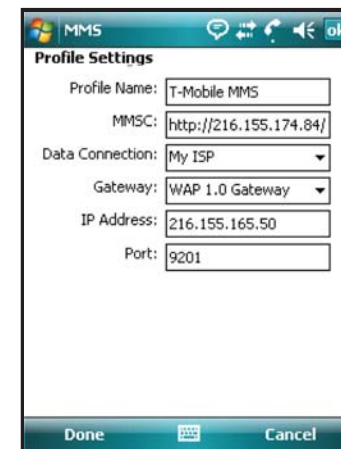 MMS ok
Profile Settings
Profile Name: T-Mobile MMS
MMSC: http://216.155.174.84/
Data Connection: My ISP
Gateway: WAP 1.0 Gateway
IP Address: 216.155.165.50
Port: 9201
Done Cancel